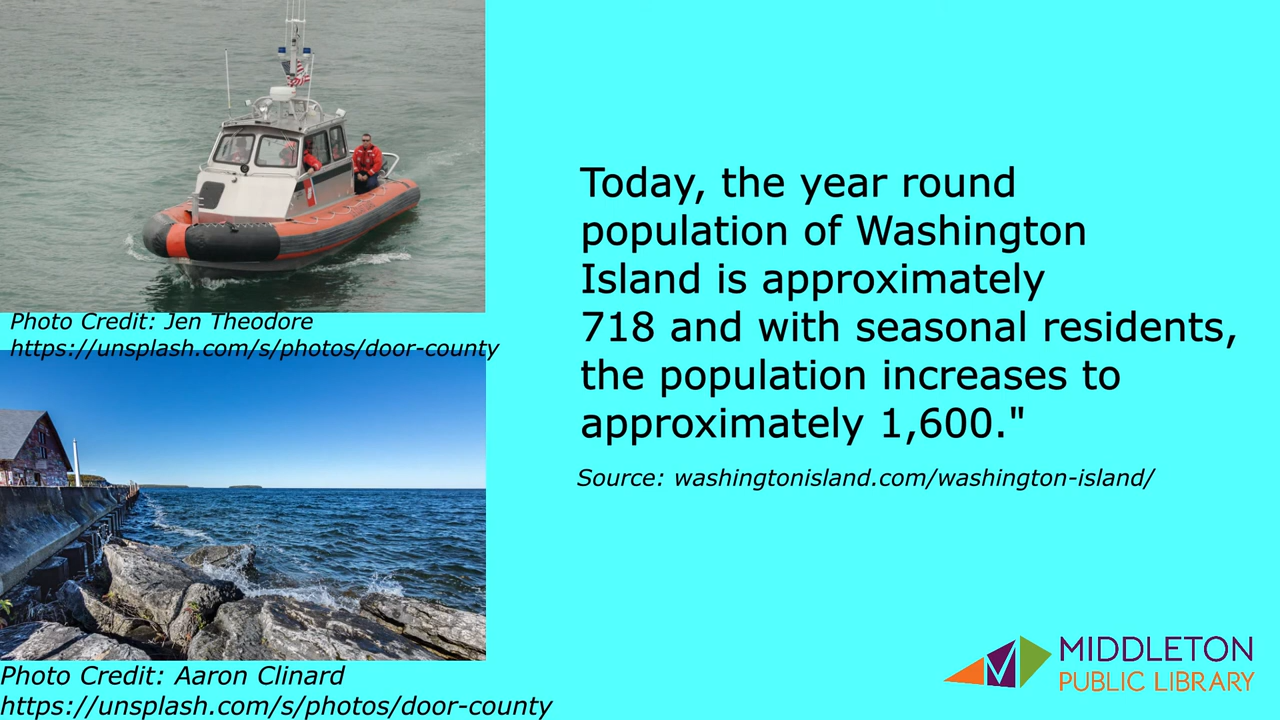 Photo Credit: Jen Theodore
https://unsplash.com/s/photos/door-county
Photo Credit: Aaron Clinard
https://unsplash.com/s/photos/door-county
Today, the year round
population of Washington
Island is approximately
718 and with seasonal residents,
the population increases to
approximately 1,600."
Source: washingtonisland.com/washington-island/
MIDDLETON
PUBLIC LIBRARY